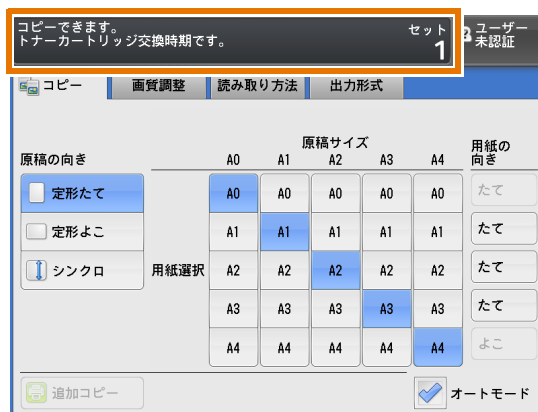 コピーできます。
トナーカートリッジ交換時期です。
セット
1
ユーザー
未認証
コピー 画質調整 読み取り方法 出力形式
原稿の向き
定形たて
定形よこ
シンクロ
用紙選択
原稿サイズ
A0 A1 A2 A3 A4
A0 A0 A0 A0 A0
A1 A1 A1 A1 A1
A2 A2 A2 A2 A2
A3 A3 A3 A3 A3
A4 A4 A4 A4 A4
用紙の
向き
たて
たて
たて
たて
よこ
追加コピー
オートモード